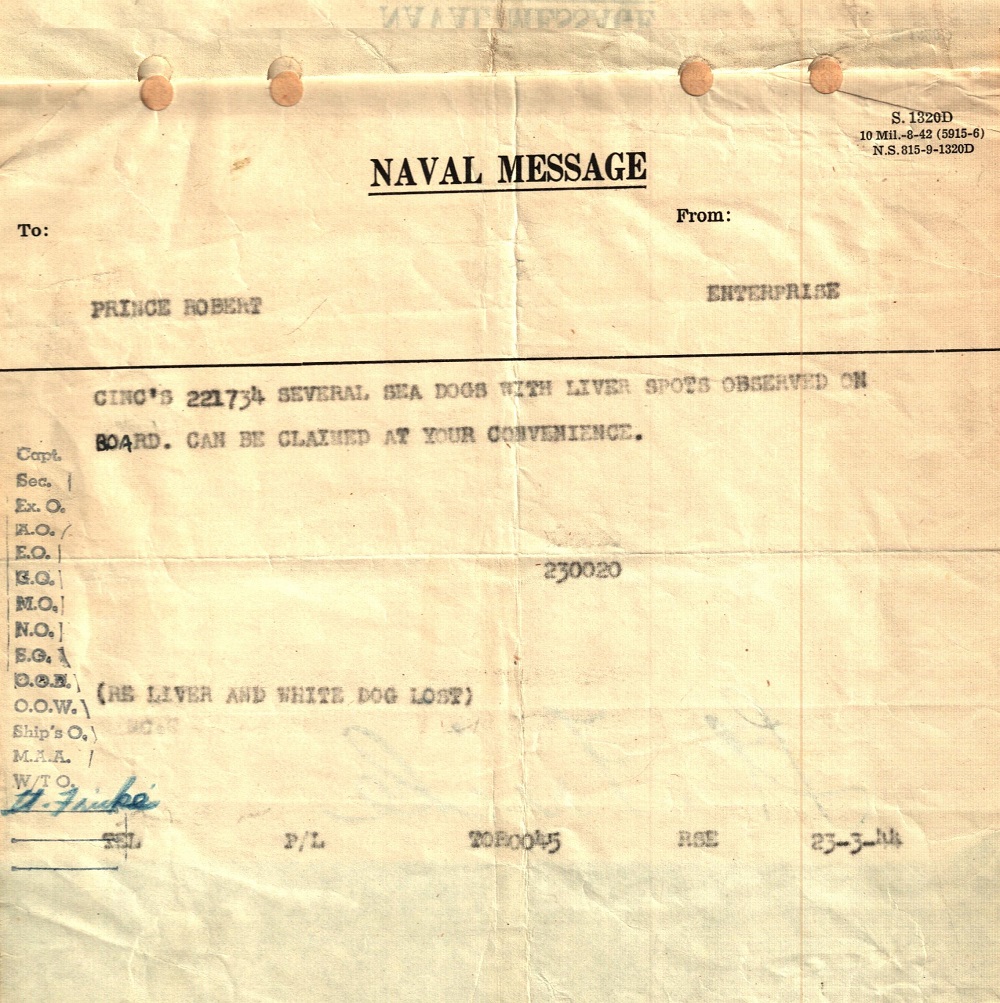 NAVAL MESSAGE
S. 1320D
10 Mil.-8-42 (5915-6)
N.S. 815-9-1320D
NAVAL MESSAGE
To:
From:
PRINCE ROBERT
ENTERPRISE
CINC'S 221734 SEVERAL SEA DOGS WITH LIVER SPOTS OBSERVED ON
BOARD. CAN BE CLAIMED AT YOUR CONVENIENCE.
Capt.
Sec.
Ex. O.
A.O.
E.O.
G.O.
M.O.
N.O.
S.O.
O.O.W.
Ship's O.
M.A.A.
W/T O.
230020
(RE LIVER AND WHITE DOG LOST)
TEL P/L TOR0045 RSE 23-3-44